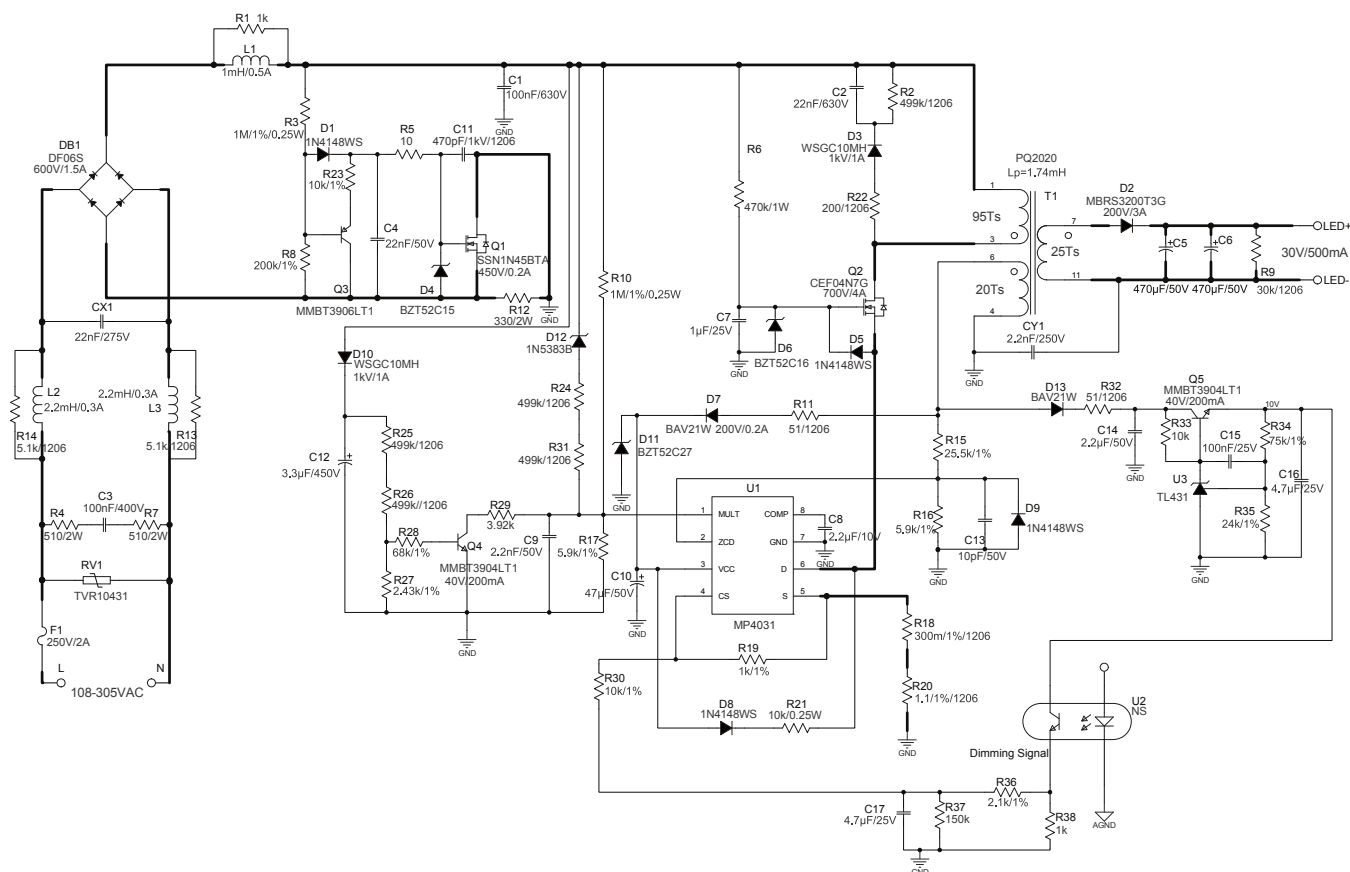 R1 1k
L1
1mH/0.5A
DB1
DF06S
600V/1.5A
R3
1M/1%/0.25W
D1
1N4148WS
R5
10
C11
470pF/1kV/1206
C1
100nF/630V
GND
R23
10k/1%
R8
200k/1%
C4
22nF/50V
Q1
SSN1N45BTA
450V/0.2A
Q3
MMBT3906LT1
D4
BZT52C15
R12
330/2W
GND
C2
22nF/630V
R2
499k/1206
D3
WSGC10MH
1kV/1A
R6
470k/1W
R22
200/1206
PQ2020
Lp=1.74mH
T1
1
95Ts
3
6
20Ts
4
7
25Ts
11
D2
MBRS3200T3G
200V/3A
+C5
+C6
470µF/50V
470µF/50V
R9
30k/1206
LED+
30V/500mA
LED-
CY1
2.2nF/250V
GND
Q2
CEF04N7G
700V/4A
R10
1M/1%/0.25W
C7
1µF/25V
GND
D6
BZT52C16
D5
1N4148WS
CX1
22nF/275V
L2
2.2mH/0.3A
2.2mH/0.3A
L3
R14
5.1k/1206
R13
5.1k/1206
C3
100nF/400V
R4
510/2W
R7
510/2W
RV1
TVR10431
F1
250V/2A
L
N
108-305VAC
D10
WSGC10MH
1kV/1A
D12
1N5383B
R24
499k/1206
R31
499k/1206
C12
+
3.3µF/450V
R25
499k/1206
R26
499k//1206
R28
68k/1%
R27
2.43k/1%
R29
3.92k
Q4
MMBT3904LT1
40V/200mA
C9
2.2nF/50V
R17
5.9k/1%
GND
D11
BZT52C27
GND
D7
BAV21W 200V/0.2A
R11
51/1206
C10
+
47µF/50V
GND
U1
1 MULT
2 ZCD
3 VCC
4 CS
COMP 8
GND 7
D 6
S 5
MP4031
C8
2.2µF/10V
GND
R15
25.5k/1%
R16
5.9k/1%
C13
10pF/50V
D9
1N4148WS
GND
D13
BAV21W
R32
51/1206
Q5
MMBT3904LT1
40V/200mA
10V
C14
2.2µF/50V
GND
R33
10k
C15
100nF/25V
R34
75k/1%
C16
4.7µF/25V
U3
TL431
R35
24k/1%
GND
R18
300m/1%/1206
R20
1.1/1%/1206
GND
R19
1k/1%
R30
10k/1%
D8
1N4148WS
R21
10k/0.25W
U2
NS
Dimming Signal
R36
2.1k/1%
C17
4.7µF/25V
R37
150k
R38
1k
GND
AGND